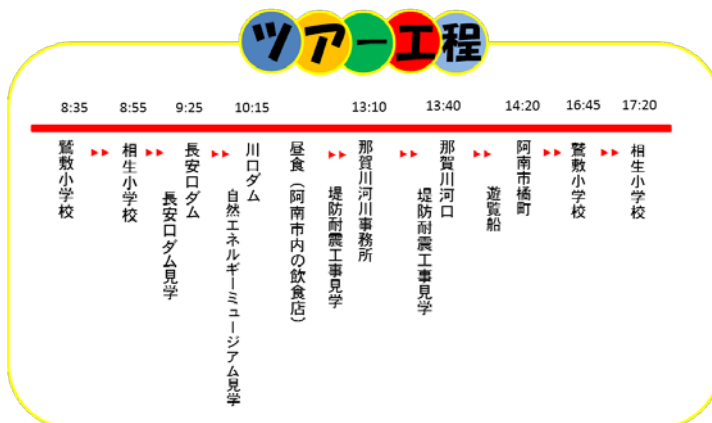 ツアー工程
8:35
8:55
9:25
10:15
13:10
13:40
14:20
16:45
17:20
鷲敷小学校
相生小学校
長安口ダム
長安口ダム見学
川口ダム
自然エネルギーミュージアム見学
昼食（阿南市内の飲食店）
那賀川河川事務所
堤防耐震工事見学
那賀川河口
堤防耐震工事見学
阿南市橘町
遊覧船
鷲敷小学校
相生小学校